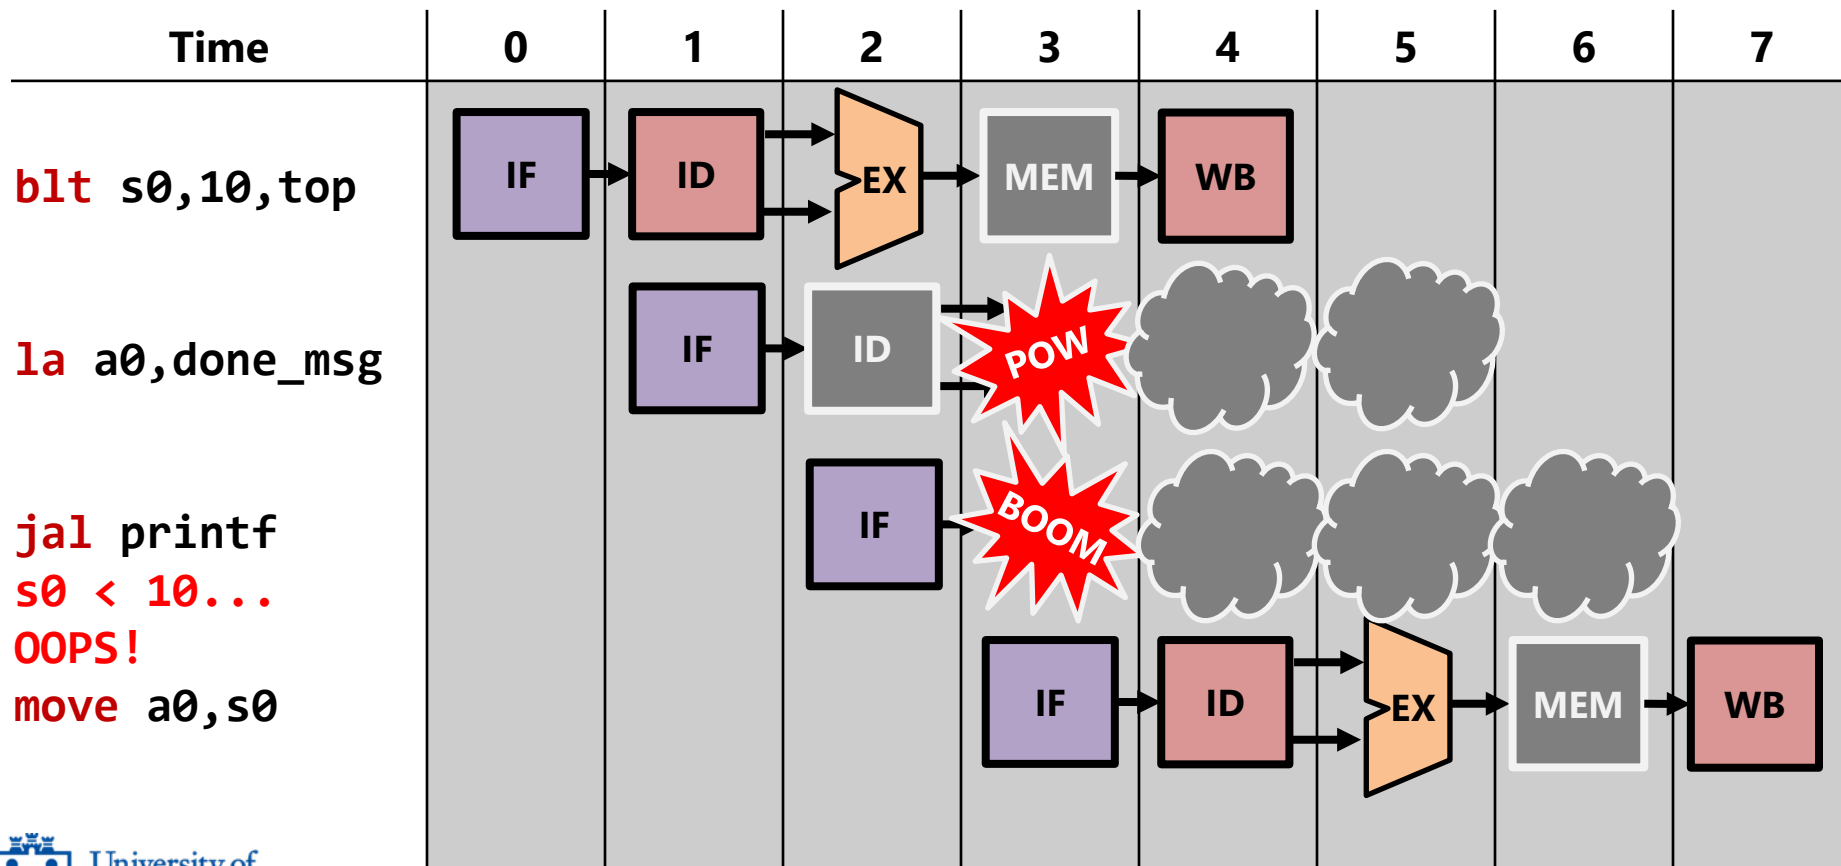 Time 0 1 2 3 4 5 6 7
blt s0,10,top IF ID EX MEM WB
la a0,done_msg IF ID POW
jal printf IF BOOM
s0 < 10...
OOPS!
move a0,s0 IF ID EX MEM WB
University of